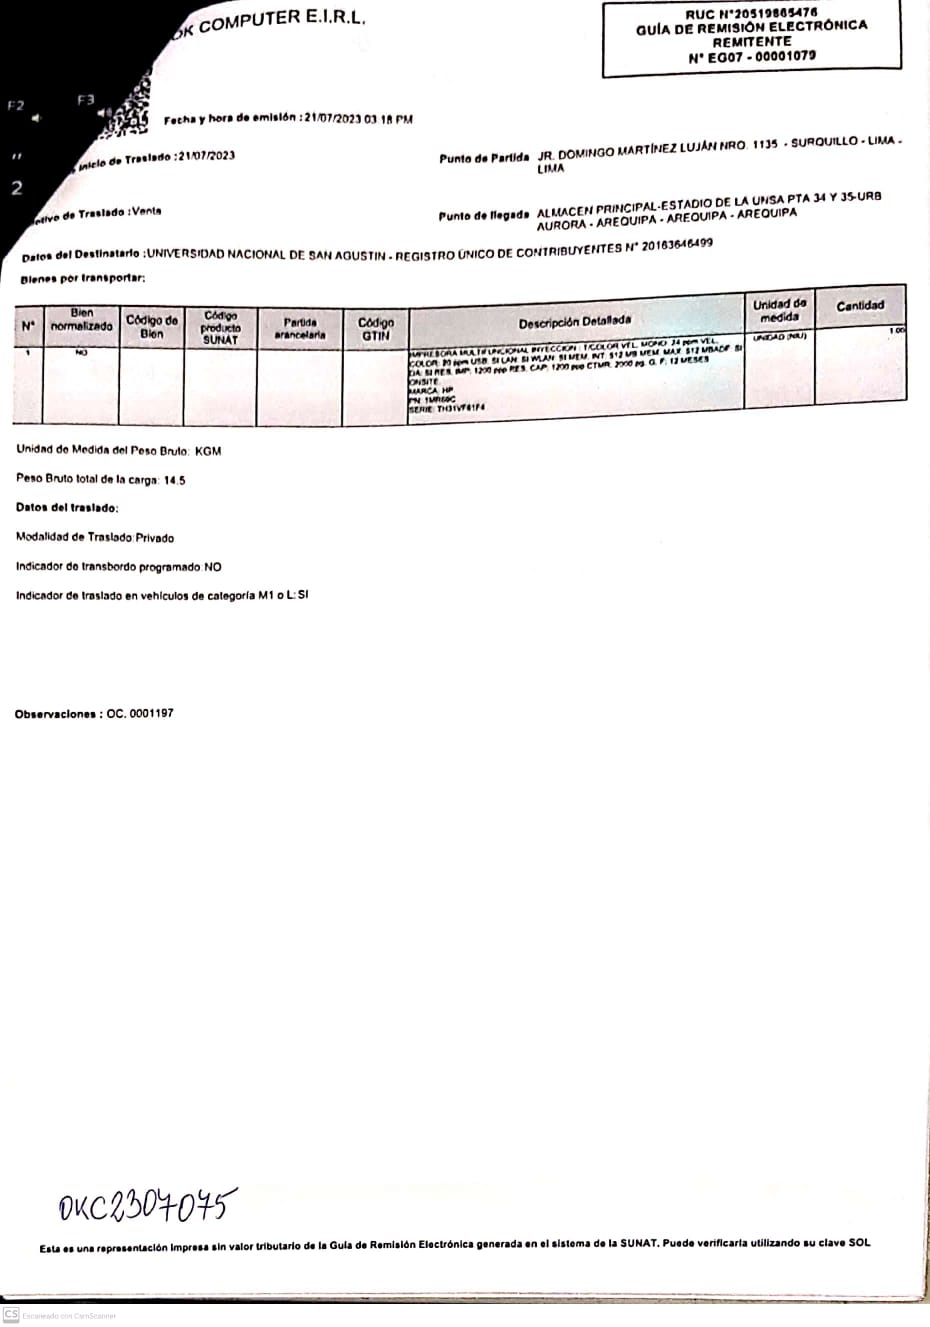 OK COMPUTER E.I.R.L.
RUC N°20519865476
GUÍA DE REMISIÓN ELECTRÓNICA
REMITENTE
N° EG07 - 00001079
F2
F3
"
2
Fecha y hora de emisión :21/07/2023 03:18 PM
Inicio de Traslado :21/07/2023
Punto de Partida JR. DOMINGO MARTÍNEZ LUJÁN NRO. 1135 - SURQUILLO - LIMA -
LIMA
otivo de Traslado :Venta
Punto de llegada ALMACEN PRINCIPAL-ESTADIO DE LA UNSA PTA 34 Y 35-URB
AURORA - AREQUIPA - AREQUIPA - AREQUIPA
Datos del Destinatario :UNIVERSIDAD NACIONAL DE SAN AGUSTIN - REGISTRO ÚNICO DE CONTRIBUYENTES N° 20163646499
Bienes por transportar:
N° Bien normalizado Código de Bien Código producto SUNAT Partida arancelaria Código GTIN Descripción Detallada Unidad de medida Cantidad
1 NO IMPRESORA MULTIFUNCIONAL INYECCION : T/COLOR VEL. MONO: 24 ppm VEL. UNIDAD (NIU) 1.00
COLOR: 20 ppm USB: SI LAN: SI WLAN: SI MEM. INT: 512 MB MEM. MAX: 512 MBADF: SI
DA: SI RES. IMP: 1200 ppp RES. CAP: 1200 ppp CTMR: 2000 pg. G. F: 12 MESES
ONSITE
MARCA: HP
PN:
SERIE:
Unidad de Medida del Peso Bruto: KGM
Peso Bruto total de la carga: 14.5
Datos del traslado:
Modalidad de Traslado:Privado
Indicador de transbordo programado:NO
Indicador de traslado en vehículos de categoría M1 o L:SI
Observaciones : OC. 0001197
OKC2307075
Esta es una representación impresa sin valor tributario de la Guía de Remisión Electrónica generada en el sistema de la SUNAT. Puede verificarla utilizando su clave SOL
CS Escaneado con CamScanner